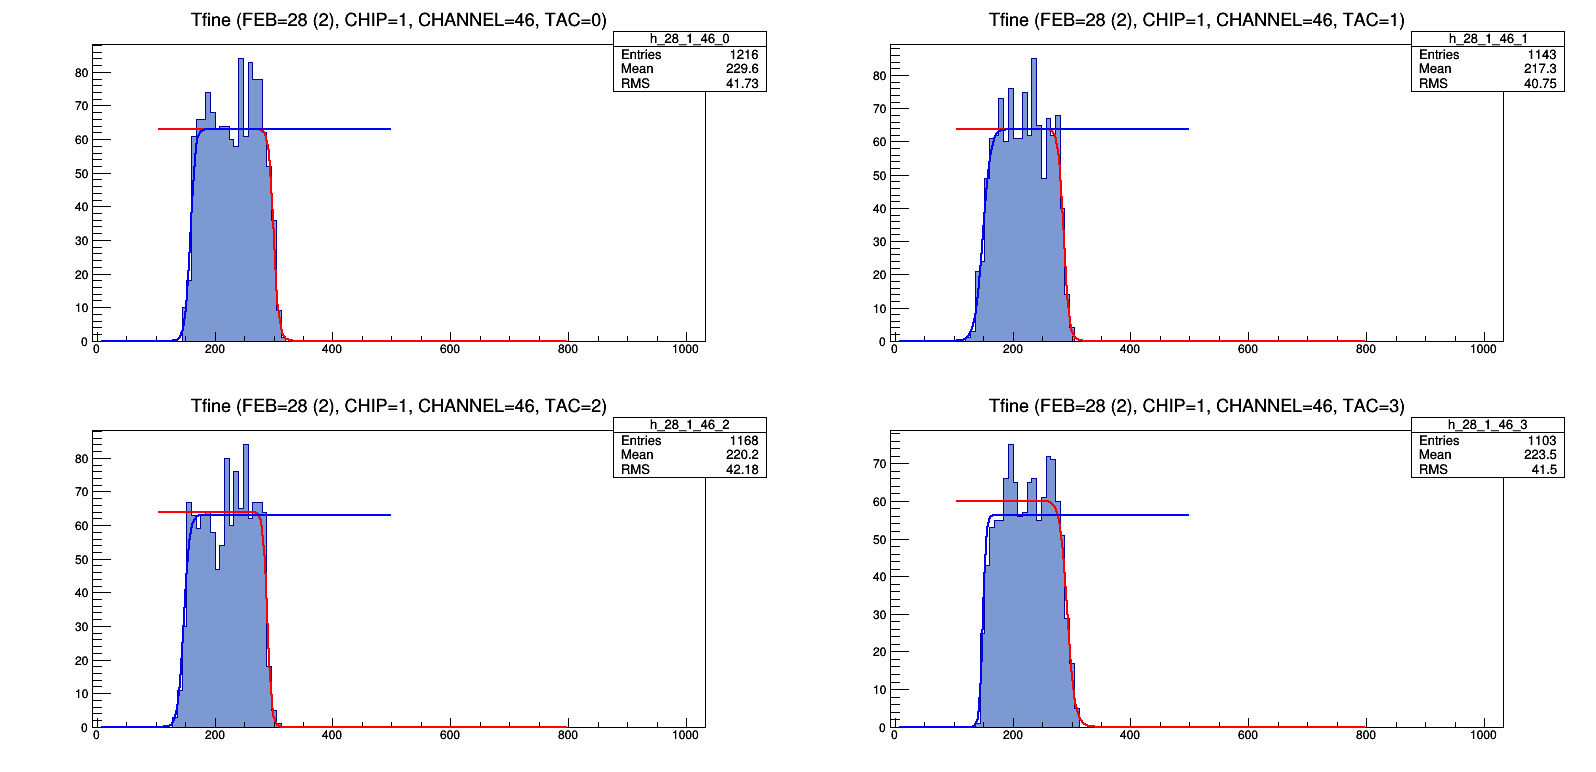 Tfine (FEB=28 (2), CHIP=1, CHANNEL=46, TAC=0)
h_28_1_46_0
Entries 1216
Mean 229.6
RMS 41.73
80
70
60
50
40
30
20
10
0
0 200 400 600 800 1000
Tfine (FEB=28 (2), CHIP=1, CHANNEL=46, TAC=1)
h_28_1_46_1
Entries 1143
Mean 217.3
RMS 40.75
80
70
60
50
40
30
20
10
0
0 200 400 600 800 1000
Tfine (FEB=28 (2), CHIP=1, CHANNEL=46, TAC=2)
h_28_1_46_2
Entries 1168
Mean 220.2
RMS 42.18
80
70
60
50
40
30
20
10
0
0 200 400 600 800 1000
Tfine (FEB=28 (2), CHIP=1, CHANNEL=46, TAC=3)
h_28_1_46_3
Entries 1103
Mean 223.5
RMS 41.5
70
60
50
40
30
20
10
0
0 200 400 600 800 1000